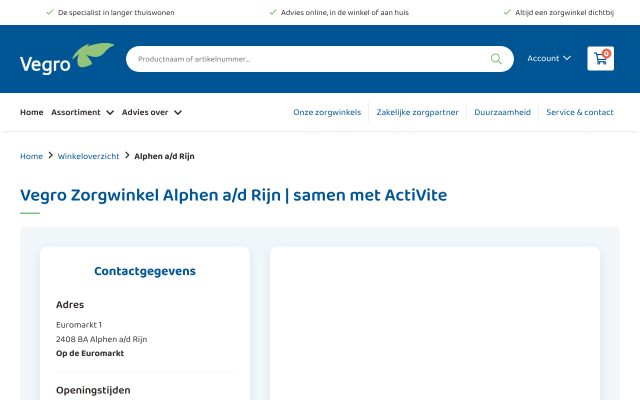 De specialist in langer thuiswonen
Advies online, in de winkel of aan huis
Altijd een zorgwinkel dichtbij
Vegro
Productnaam of artikelnummer...
Account
0
Home
Assortiment
Advies over
Onze zorgwinkels
Zakelijke zorgpartner
Duurzaamheid
Service & contact
Home
Winkeloverzicht
Alphen a/d Rijn
Vegro Zorgwinkel Alphen a/d Rijn | samen met ActiVite
Contactgegevens
Adres
Euromarkt 1
2408 BA Alphen a/d Rijn
Op de Euromarkt
Openingstijden